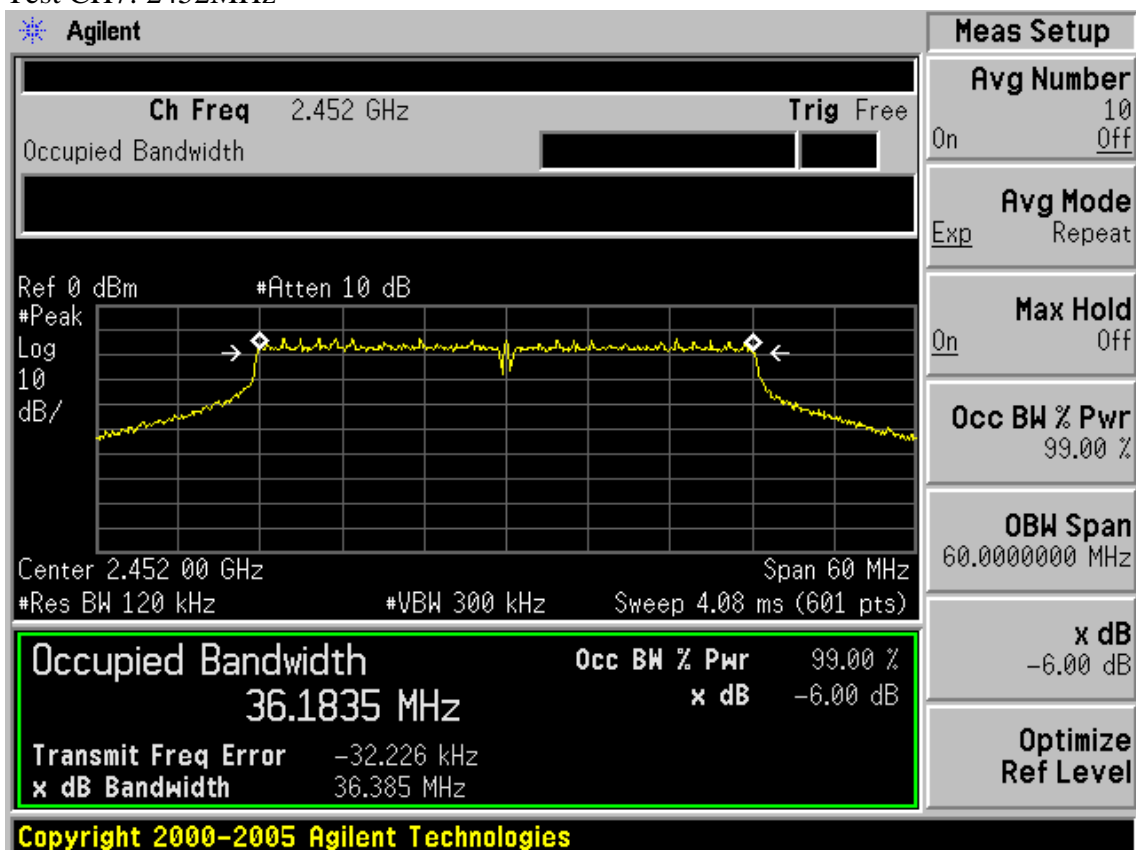 Test CH7: 2452MHz
Agilent
Meas Setup
Ch Freq 2.452 GHz Trig Free
Occupied Bandwidth
Avg Number
10
On Off
Avg Mode
Exp Repeat
Max Hold
On Off
Occ BW % Pwr
99.00 %
OBW Span
60.0000000 MHz
x dB
-6.00 dB
Optimize
Ref Level
Ref 0 dBm #Atten 10 dB
#Peak
Log
10
dB/
Center 2.452 00 GHz Span 60 MHz
#Res BW 120 kHz #VBW 300 kHz Sweep 4.08 ms (601 pts)
Occupied Bandwidth Occ BW % Pwr 99.00 %
36.1835 MHz x dB -6.00 dB
Transmit Freq Error -32.226 kHz
x dB Bandwidth 36.385 MHz
Copyright 2000-2005 Agilent Technologies